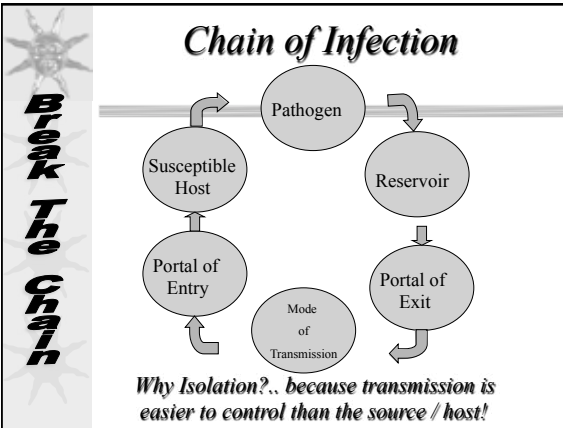 Chain of Infection
Break The Chain
Pathogen
Reservoir
Portal of
Exit
Mode
of
Transmission
Portal of
Entry
Susceptible
Host
Why Isolation?.. because transmission is
easier to control than the source / host!